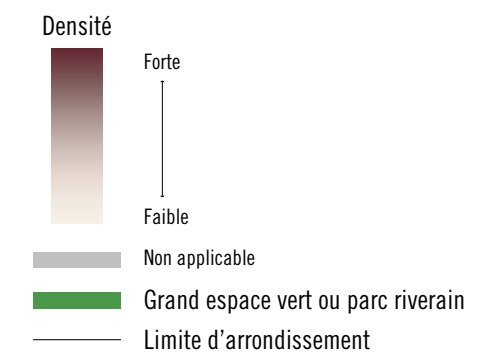 Densité
Forte
Faible
Non applicable
Grand espace vert ou parc riverain
Limite d'arrondissement